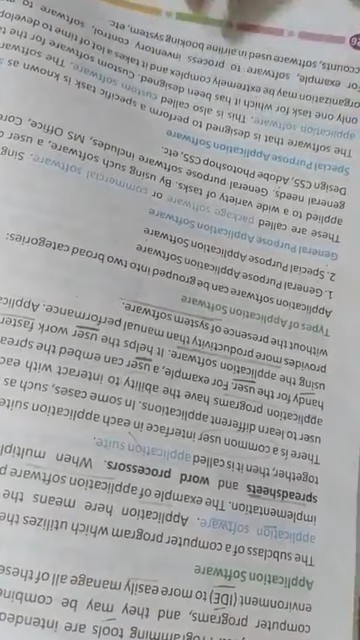 rogramming tools are intended
computer programs, and they may be combine
environment (IDE) to more easily manage all of these
Application Software
The subclass of a computer program which utilizes the
application software. Application here means the
implementation. The example of application software
spreadsheets and word processors. When multipl
together, then it is called application suite.
There is a common user interface in each application suite
user to learn different applications. In some cases, such as
application programs have the ability to interact with eac
handy for the user. For example, a user can embed the sprea
using the application software. It helps the user work faster
provides more productivity than manual performance. Applica
without the presence of system software.
Types of Application Software
Application software can be grouped into two broad categories:
1. General Purpose Application Software
2. Special Purpose Application Software
General Purpose Application Software
These are called package software or commercial software. Sing
applied to a wide variety of tasks. By using such software, a user c
general needs. General purpose software includes, MS Office, Core
Design CSS, Adobe Photoshop CSS, etc.
Special Purpose Application Software
The software that is designed to perform a specific task is known as s
application software. This is also called custom software. The softwar
only one task for which it has been designed. Custom software for the
organization may be extremely complex and it takes a lot of time to develop
For example, software to process inventory control, software to
accounts, software used in airline booking system, etc.
26